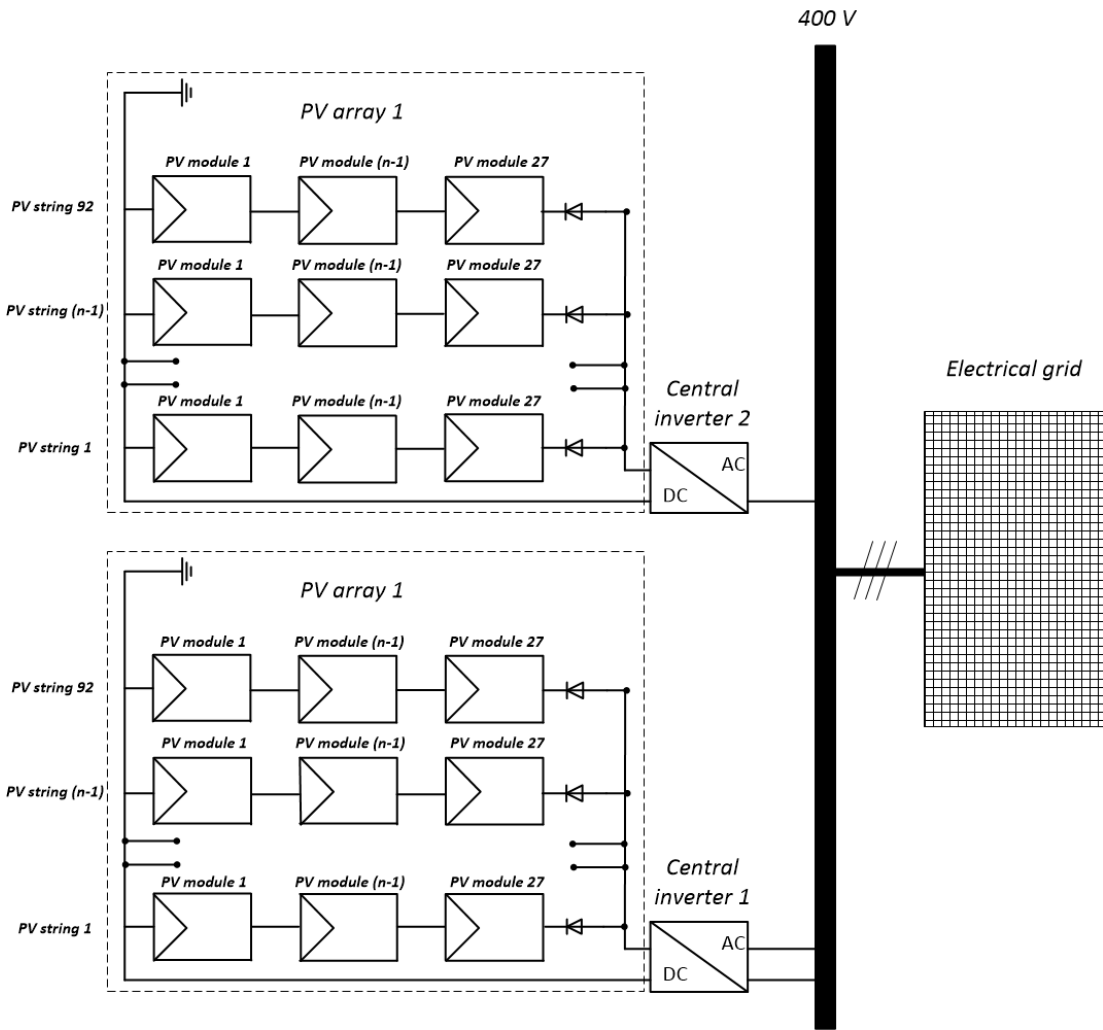 400 V
PV array 1
PV module 1
PV module (n-1)
PV module 27
PV string 92
PV module 1
PV module (n-1)
PV module 27
PV string (n-1)
PV module 1
PV module (n-1)
PV module 27
PV string 1
Central
inverter 2
AC
DC
Electrical grid
PV array 1
PV module 1
PV module (n-1)
PV module 27
PV string 92
PV module 1
PV module (n-1)
PV module 27
PV string (n-1)
PV module 1
PV module (n-1)
PV module 27
PV string 1
Central
inverter 1
AC
DC